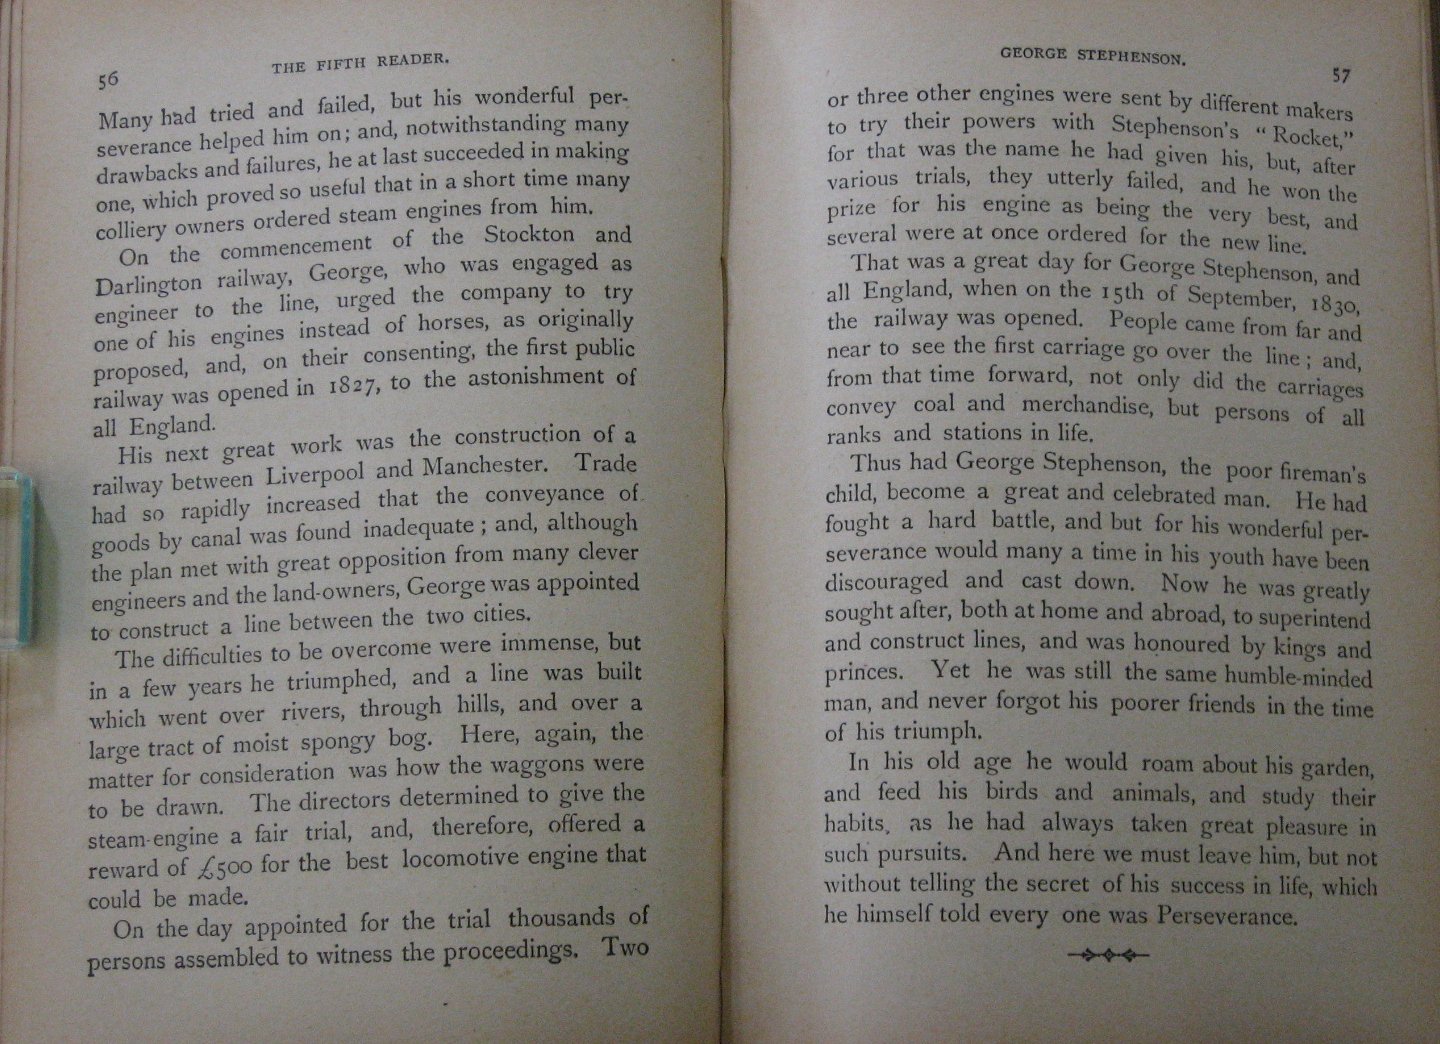 56
THE FIFTH READER.
Many had tried and failed, but his wonderful per-
severance helped him on; and, notwithstanding many
drawbacks and failures, he at last succeeded in making
one, which proved so useful that in a short time many
colliery owners ordered steam engines from him.
On the commencement of the Stockton and
Darlington railway, George, who was engaged as
engineer to the line, urged the company to try
one of his engines instead of horses, as originally
proposed, and, on their consenting, the first public
railway was opened in 1827, to the astonishment of
all England.
His next great work was the construction of a
railway between Liverpool and Manchester. Trade
had so rapidly increased that the conveyance of
goods by canal was found inadequate; and, although
the plan met with great opposition from many clever
engineers and the land-owners, George was appointed
to construct a line between the two cities.
The difficulties to be overcome were immense, but
in a few years he triumphed, and a line was built
which went over rivers, through hills, and over a
large tract of moist spongy bog. Here, again, the
matter for consideration was how the waggons were
to be drawn. The directors determined to give the
steam-engine a fair trial, and, therefore, offered a
reward of £500 for the best locomotive engine that
could be made.
On the day appointed for the trial thousands of
persons assembled to witness the proceedings. Two
GEORGE STEPHENSON.
57
or three other engines were sent by different makers
to try their powers with Stephenson's "Rocket,"
for that was the name he had given his, but, after
various trials, they utterly failed, and he won the
prize for his engine as being the very best, and
several were at once ordered for the new line.
That was a great day for George Stephenson, and
all England, when on the 15th of September, 1830,
the railway was opened. People came from far and
near to see the first carriage go over the line; and,
from that time forward, not only did the carriages
convey coal and merchandise, but persons of all
ranks and stations in life.
Thus had George Stephenson, the poor fireman's
child, become a great and celebrated man. He had
fought a hard battle, and but for his wonderful per-
severance would many a time in his youth have been
discouraged and cast down. Now he was greatly
sought after, both at home and abroad, to superintend
and construct lines, and was honoured by kings and
princes. Yet he was still the same humble-minded
man, and never forgot his poorer friends in the time
of his triumph.
In his old age he would roam about his garden,
and feed his birds and animals, and study their
habits, as he had always taken great pleasure in
such pursuits. And here we must leave him, but not
without telling the secret of his success in life, which
he himself told every one was Perseverance.